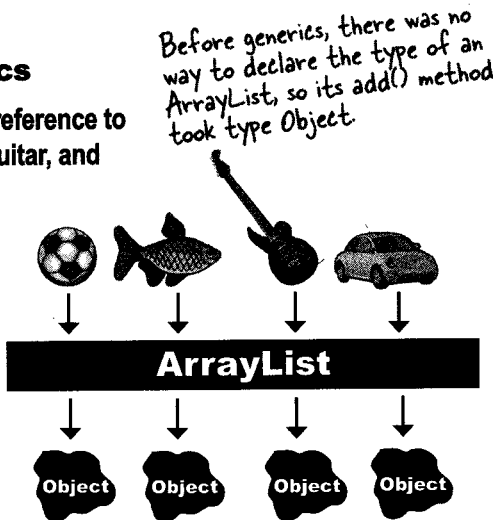 cs
reference to
uitar, and
Before generics, there was no
way to declare the type of an
ArrayList, so its add() method
took type Object.
ArrayList
Object
Object
Object
Object